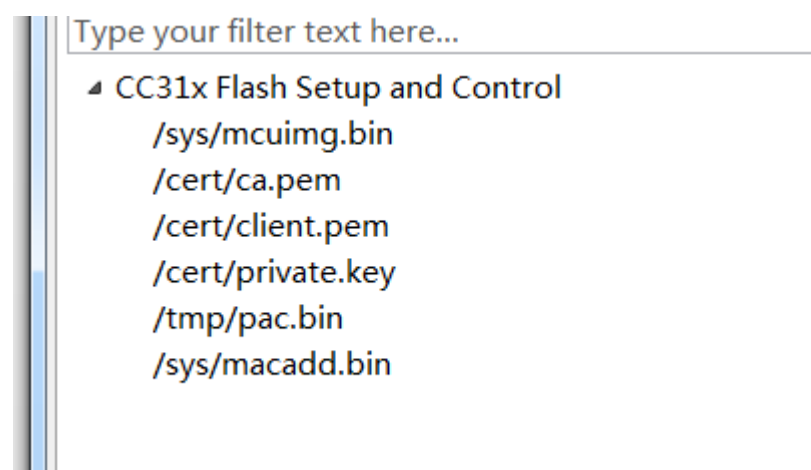 Type your filter text here...
CC31x Flash Setup and Control
/sys/mcuimg.bin
/cert/ca.pem
/cert/client.pem
/cert/private.key
/tmp/pac.bin
/sys/macadd.bin